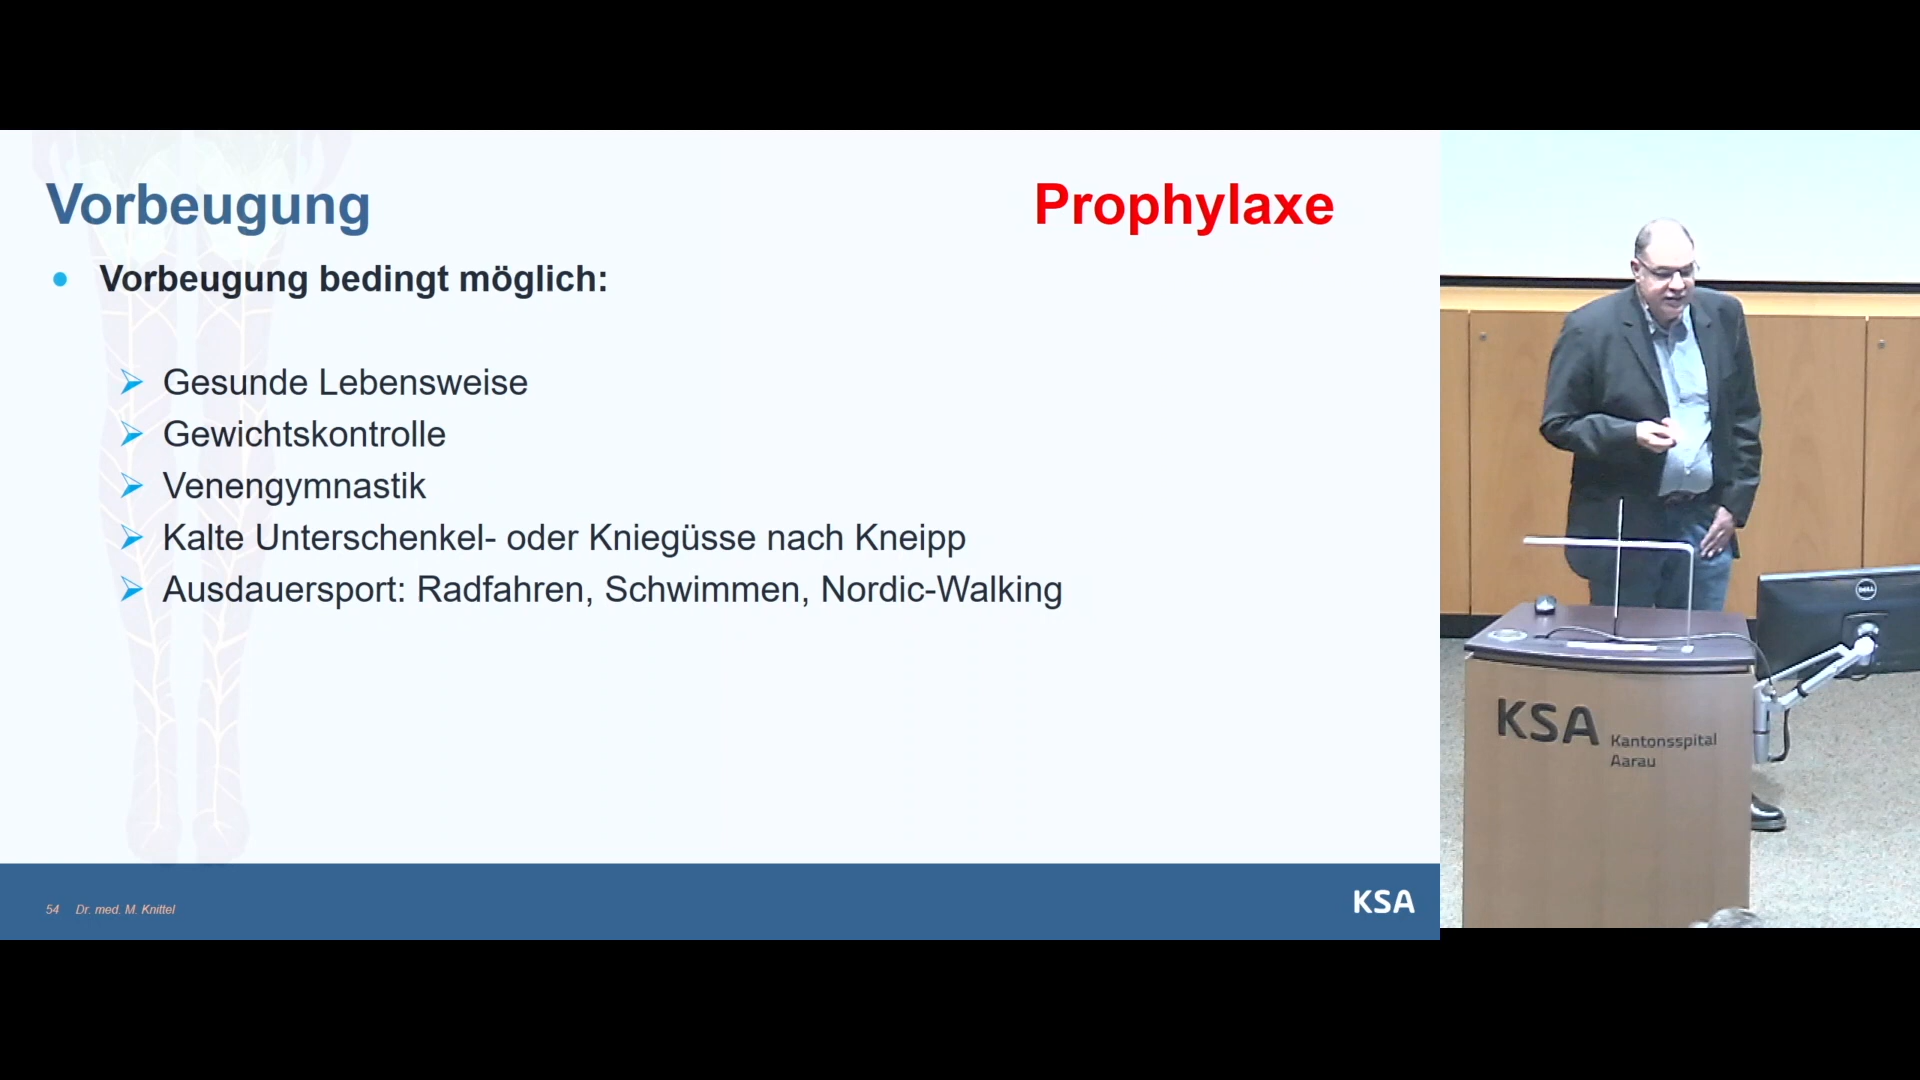 Vorbeugung
Prophylaxe
Vorbeugung bedingt möglich:
Gesunde Lebensweise
Gewichtskontrolle
Venengymnastik
Kalte Unterschenkel- oder Kniegüsse nach Kneipp
Ausdauersport: Radfahren, Schwimmen, Nordic-Walking
54 Dr. med. M. Knittel
KSA
DELL
KSA Kantonsspital
Aarau